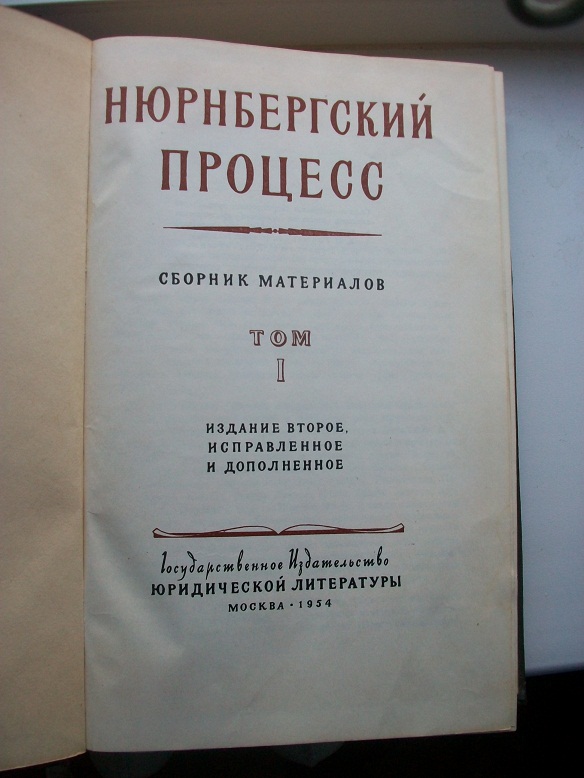 НЮРНБЕРГСКИЙ
ПРОЦЕСС
СБОРНИК МАТЕРИАЛОВ
ТОМ
I
ИЗДАНИЕ ВТОРОЕ,
ИСПРАВЛЕННОЕ
И ДОПОЛНЕННОЕ
Государственное Издательство
ЮРИДИЧЕСКОЙ ЛИТЕРАТУРЫ
МОСКВА · 1954